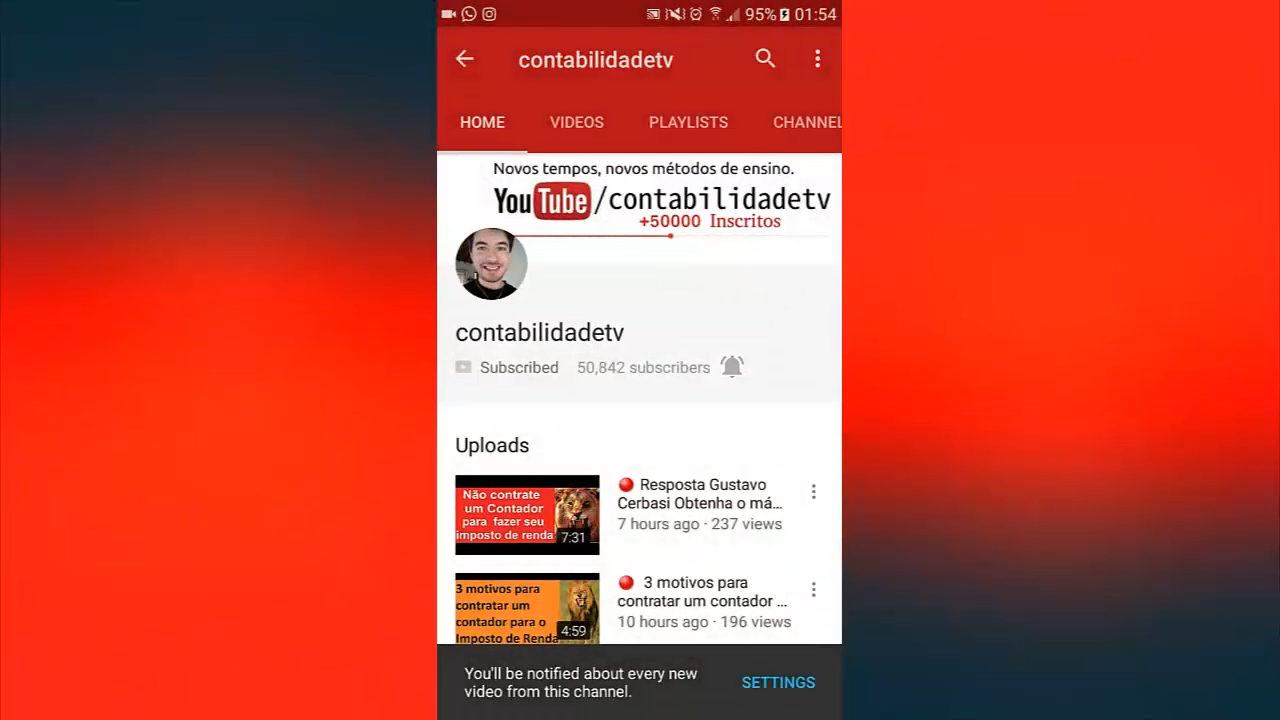 95% 01:54
contabilidadetv
HOME VIDEOS PLAYLISTS CHANNEL
Novos tempos, novos métodos de ensino.
YouTube/contabilidadetv
+50000 Inscritos
contabilidadetv
Subscribed 50,842 subscribers
Uploads
Não contrate
um Contador
para fazer seu
imposto de renda
7:31
Resposta Gustavo
Cerbasi Obtenha o má...
7 hours ago · 237 views
3 motivos para
contratar um
contador para o
Imposto de Renda
4:59
3 motivos para
contratar um contador ...
10 hours ago · 196 views
You'll be notified about every new
video from this channel.
SETTINGS